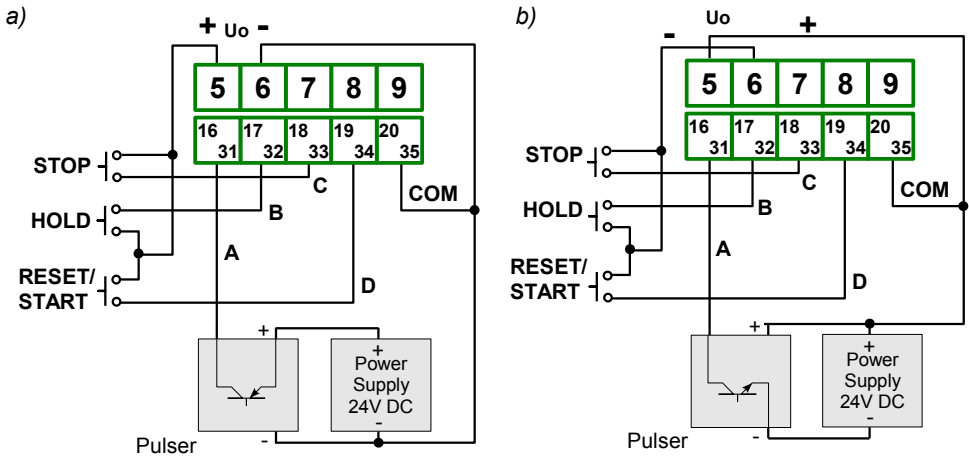 a)
+ Uo -
5 6 7 8 9
16 17 18 19 20
31 32 33 34 35
STOP
C
COM
HOLD
B
A
RESET/
START
D
+
-
Pulser
+
Power
Supply
24V DC
-
b)
- Uo +
5 6 7 8 9
16 17 18 19 20
31 32 33 34 35
STOP
C
COM
HOLD
B
A
RESET/
START
D
+
-
Pulser
+
Power
Supply
24V DC
-